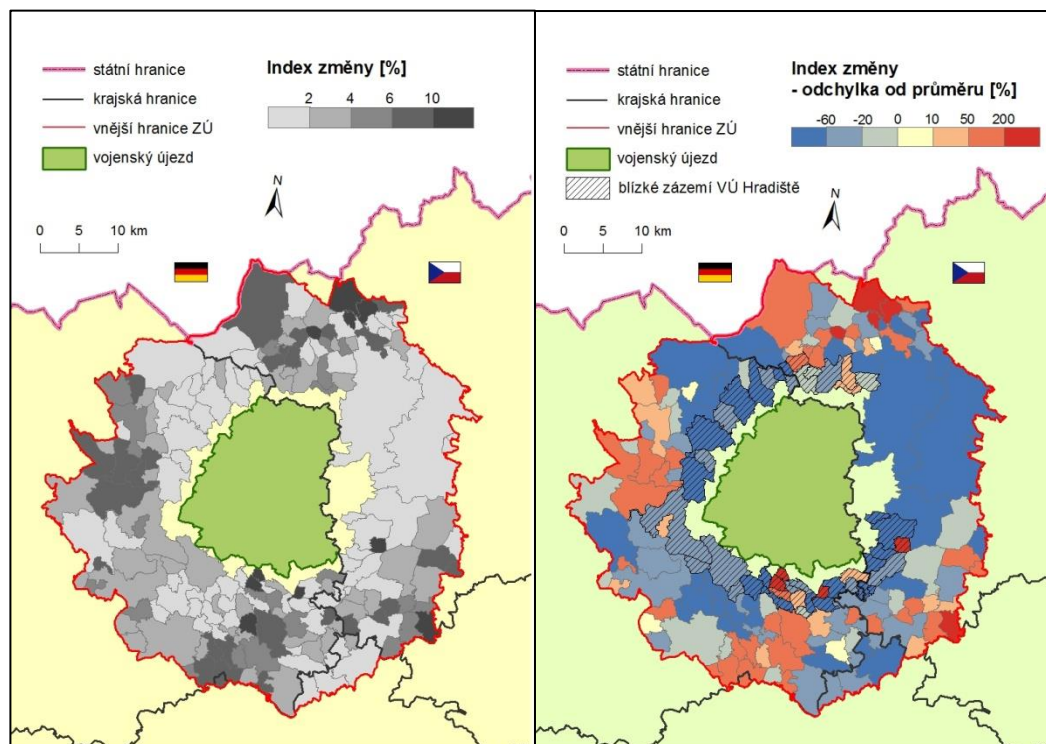 státní hranice
krajská hranice
vnější hranice ZÚ
vojenský újezd
Index změny [%]
2 4 6 10
N
0 5 10 km
státní hranice
krajská hranice
vnější hranice ZÚ
vojenský újezd
blízké zázemí VÚ Hradiště
Index změny
- odchylka od průměru [%]
-60 -20 0 10 50 200
N
0 5 10 km